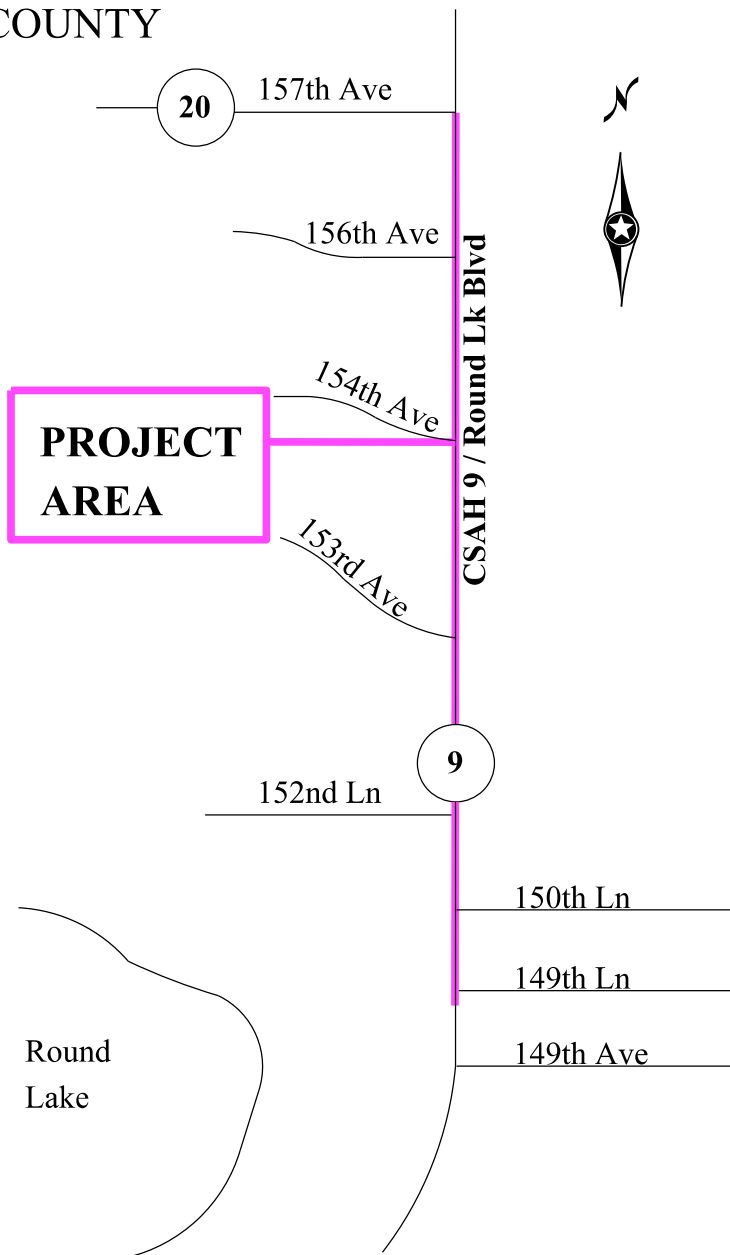 COUNTY
20
157th Ave
N
156th Ave
CSAH 9 / Round Lk Blvd
154th Ave
PROJECT
AREA
153rd Ave
9
152nd Ln
150th Ln
149th Ln
149th Ave
Round
Lake